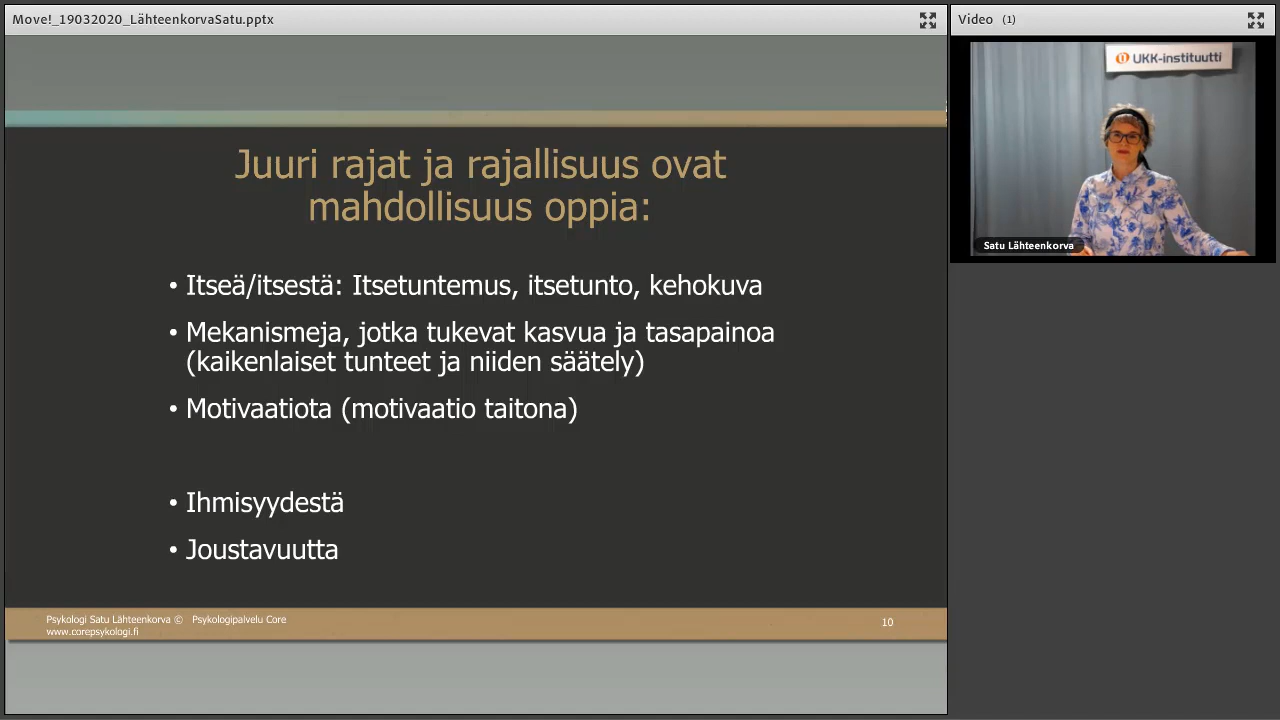 Move!_19032020_LähteenkorvaSatu.pptx
Juuri rajat ja rajallisuus ovat
mahdollisuus oppia:
• Itseä/itsestä: Itsetuntemus, itsetunto, kehokuva
• Mekanismeja, jotka tukevat kasvua ja tasapainoa
(kaikenlaiset tunteet ja niiden säätely)
• Motivaatiota (motivaatio taitona)
• Ihmisyydestä
• Joustavuutta
Psykologi Satu Lähteenkorva © Psykologipalvelu Core
www.corepsykologi.fi
10
Video (1)
UKK-instituutti
Satu Lähteenkorva